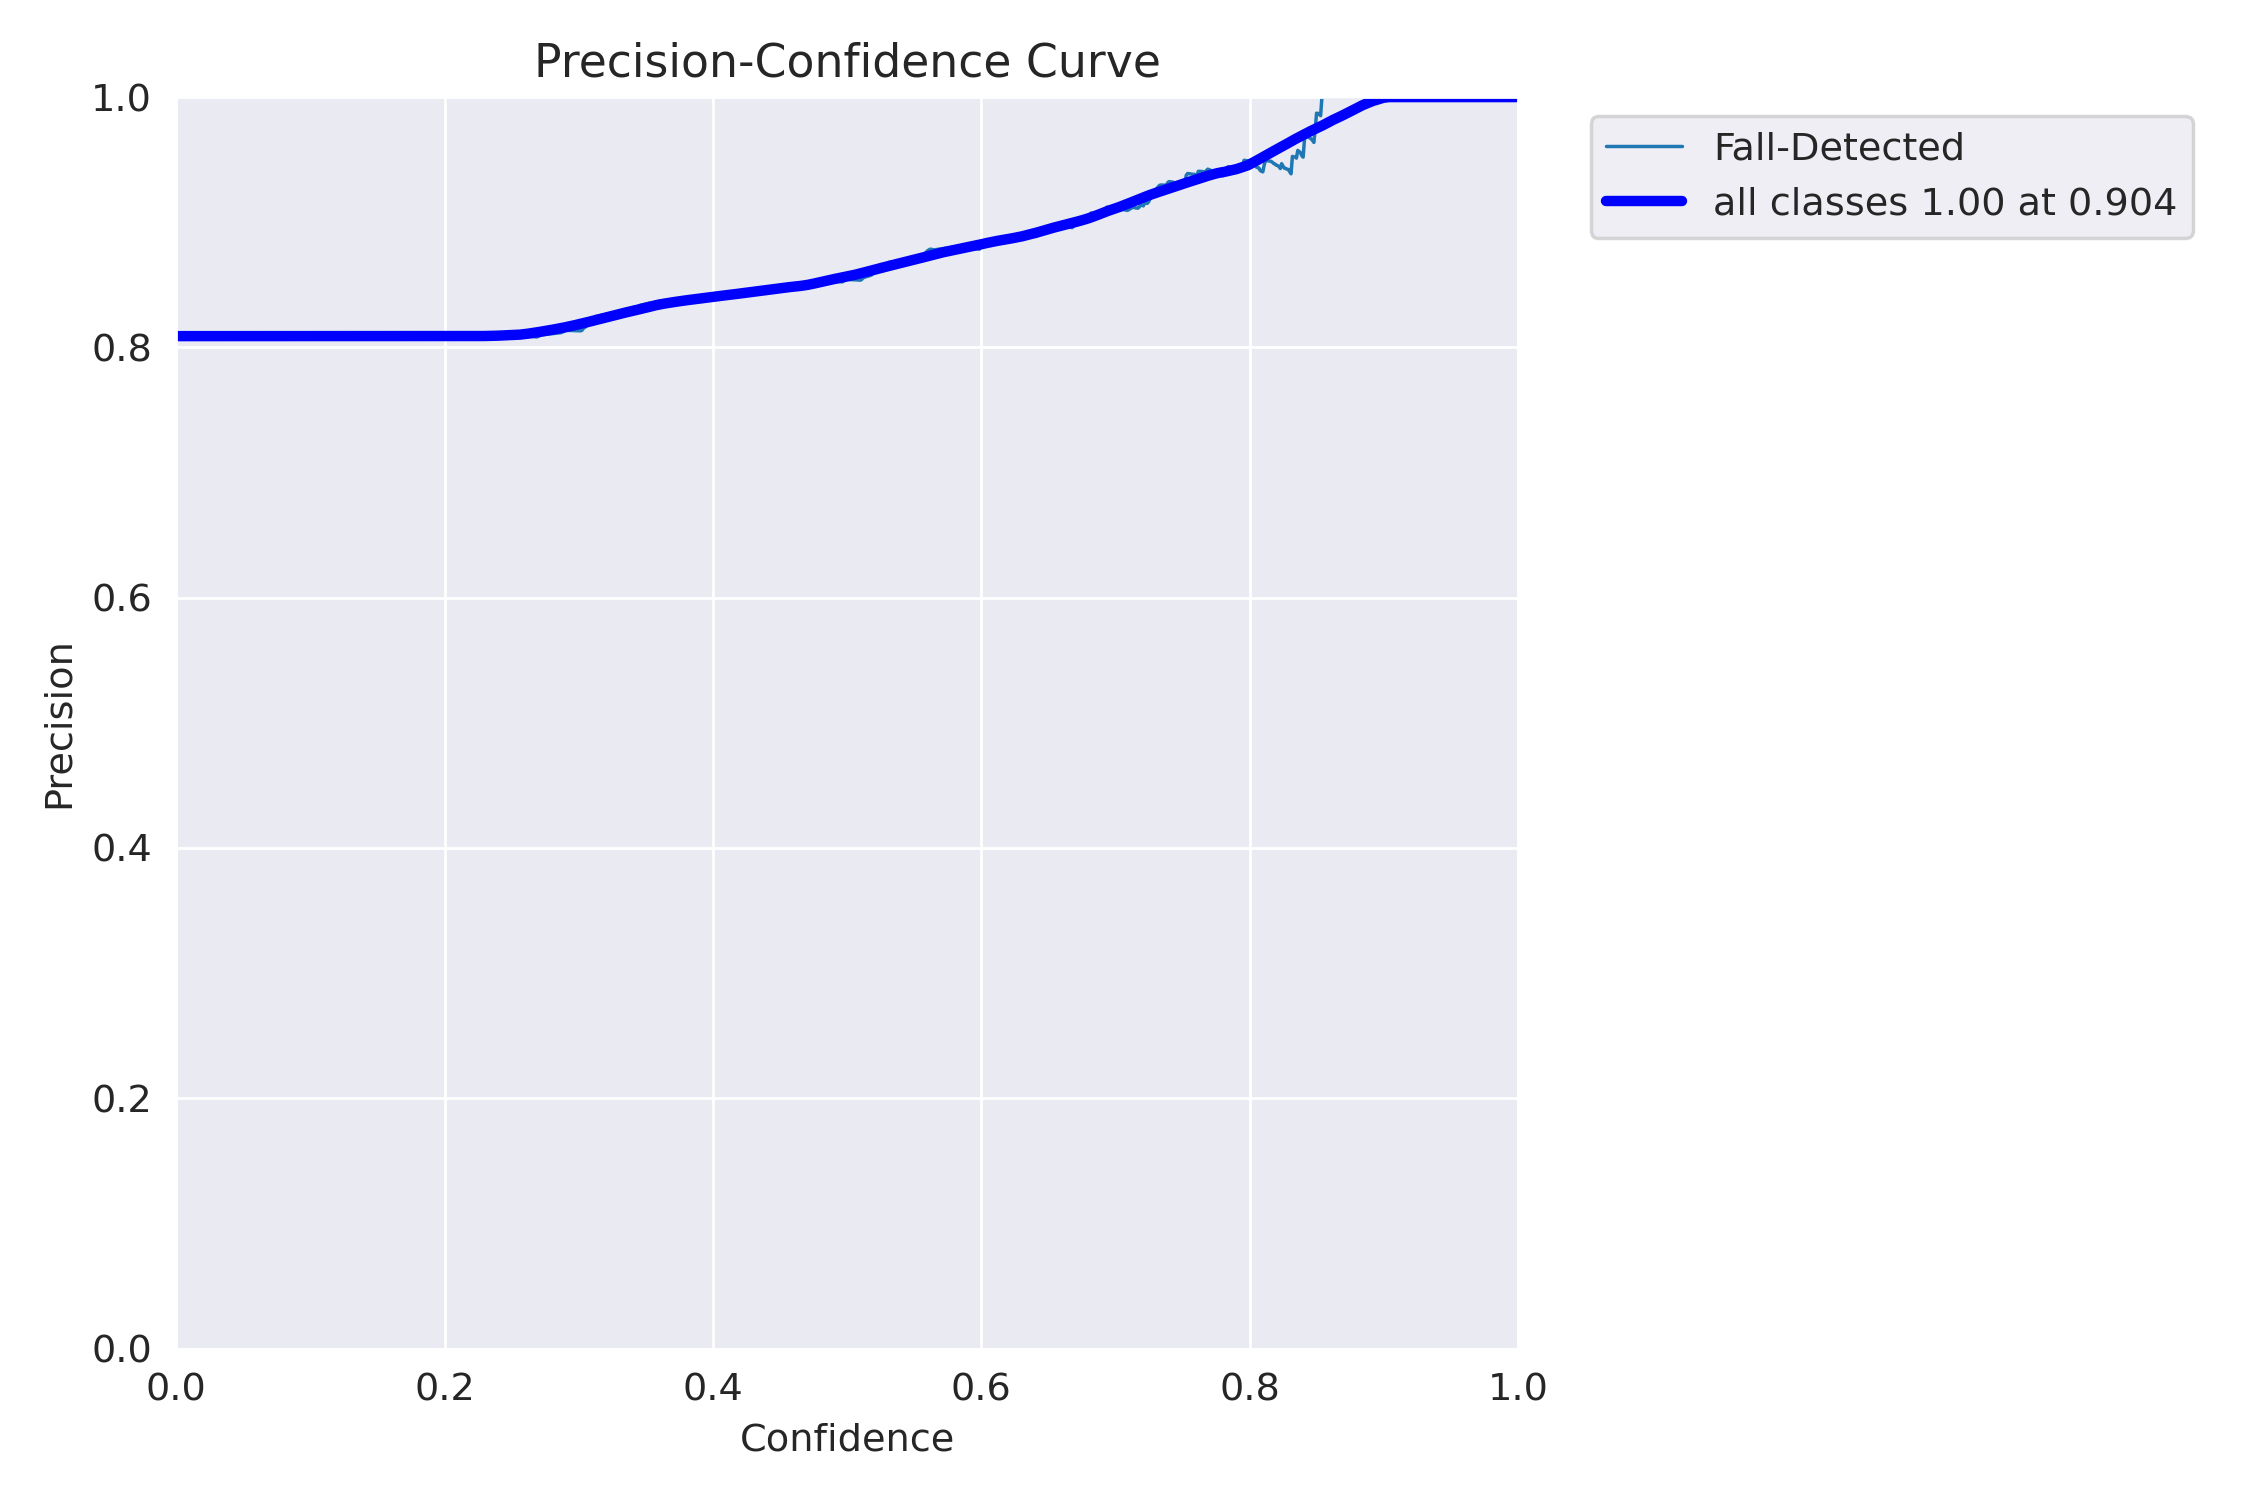 Precision-Confidence Curve
1.0
0.8
0.6
0.4
0.2
0.0
Precision
0.0 0.2 0.4 0.6 0.8 1.0
Confidence
Fall-Detected
all classes 1.00 at 0.904